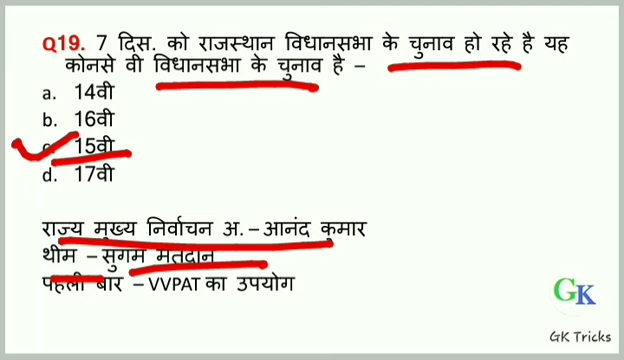 Q19. 7 दिस. को राजस्थान विधानसभा के चुनाव हो रहे है यह
कोनसे वी विधानसभा के चुनाव है –
a. 14वी
b. 16वी
c. 15वी
d. 17वी
राज्य मुख्य निर्वाचन अ. – आनंद कुमार
थीम – सुगम मतदान
पहली बार – VVPAT का उपयोग
GK
GK Tricks